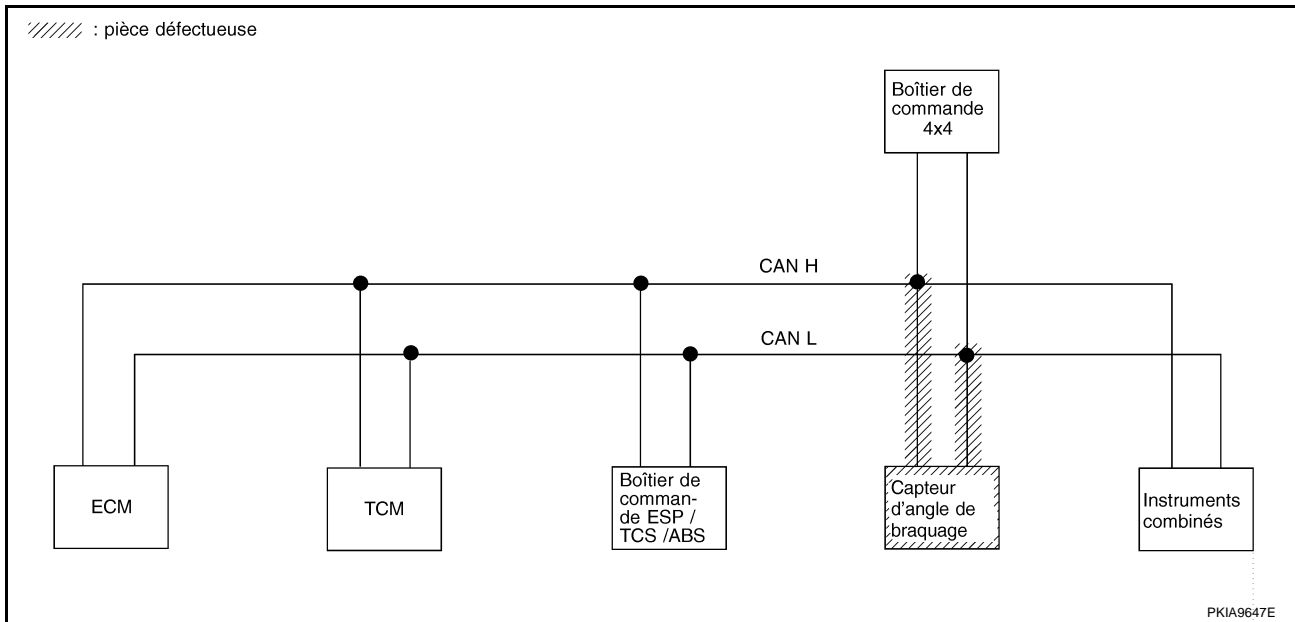 : pièce défectueuse
Boîtier de
commande
4x4
CAN H
CAN L
ECM
TCM
Boîtier de
comman-
de ESP /
TCS /ABS
Capteur
d'angle de
braquage
Instruments
combinés
PKIA9647E